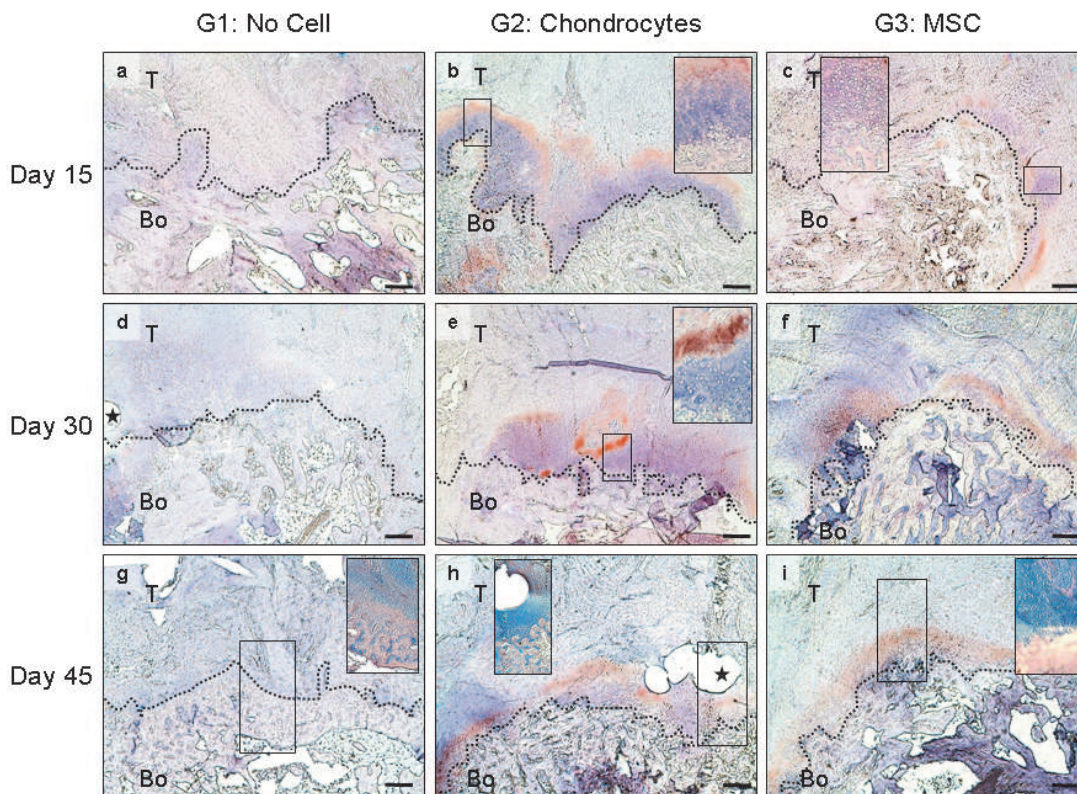 G1: No Cell G2: Chondrocytes G3: MSC
a T b T c T
Day 15
Bo Bo Bo
d T e T f T
Day 30
Bo Bo Bo
g T h T i T
Day 45
Bo Bo Bo